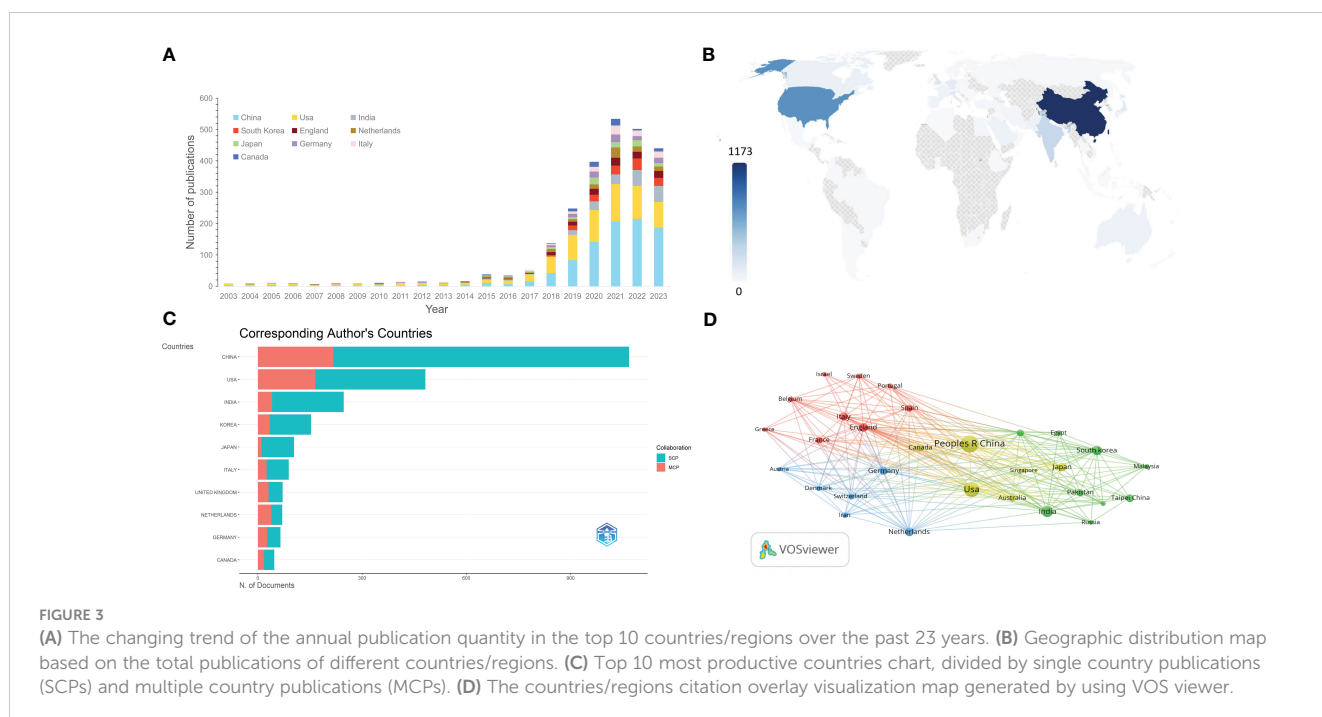 A
600
500
400
300
200
100
0
Number of publications
China
Usa
India
South Korea
England
Netherlands
Japan
Germany
Italy
Canada
2003 2004 2005 2006 2007 2008 2009 2010 2011 2012 2013 2014 2015 2016 2017 2018 2019 2020 2021 2022 2023
Year
B
1173
0
C
Corresponding Author's Countries
Countries
CHINA
USA
INDIA
KOREA
JAPAN
ITALY
UNITED KINGDOM
NETHERLANDS
GERMANY
CANADA
0 300 600 900
N. of Documents
Collaboration
SCP
MCP
D
Israel
Sweden
Portugal
Belgium
Spain
Italy
Greece
England
France
Canada
Peoples R China
Egypt
South korea
Austria
Germany
Singapore
Japan
Malaysia
Denmark
Switzerland
Usa
Australia
Pakistan
Taipei China
Iran
India
Russia
Netherlands
VOSviewer
FIGURE 3
(A) The changing trend of the annual publication quantity in the top 10 countries/regions over the past 23 years. (B) Geographic distribution map
based on the total publications of different countries/regions. (C) Top 10 most productive countries chart, divided by single country publications
(SCPs) and multiple country publications (MCPs). (D) The countries/regions citation overlay visualization map generated by using VOS viewer.